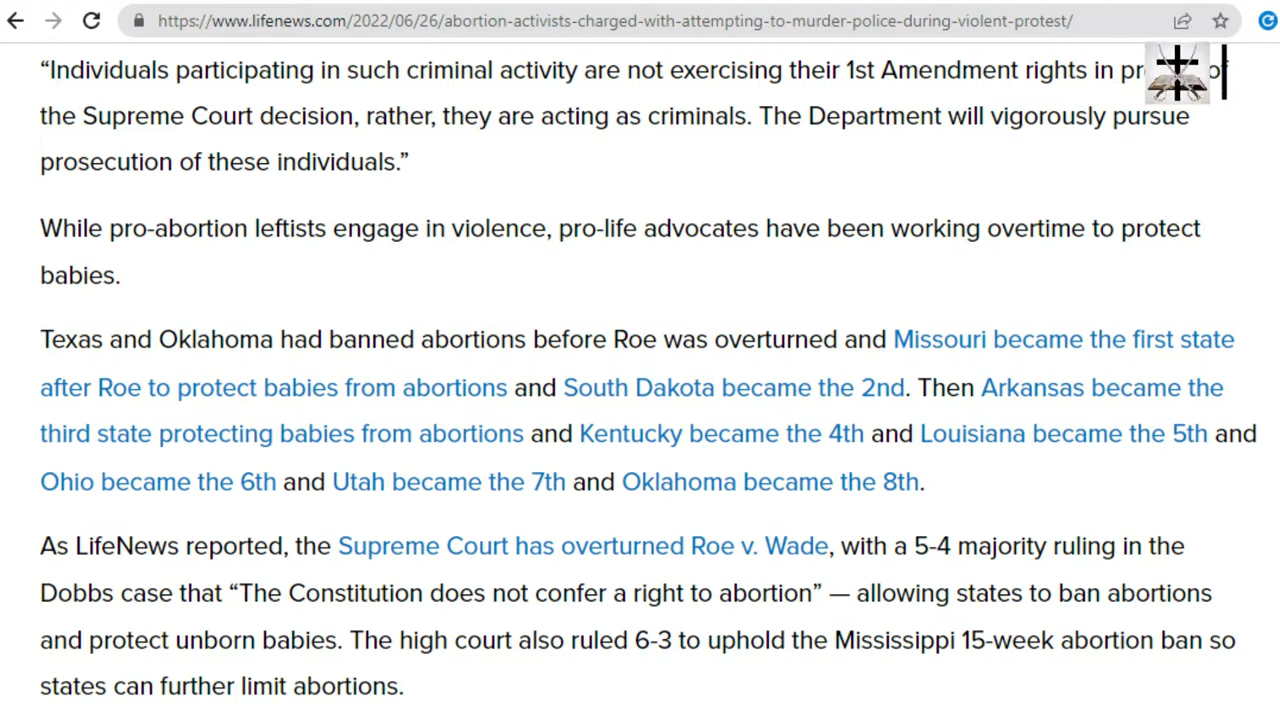 https://www.lifenews.com/2022/06/26/abortion-activists-charged-with-attempting-to-murder-police-during-violent-protest/
“Individuals participating in such criminal activity are not exercising their 1st Amendment rights in of
the Supreme Court decision, rather, they are acting as criminals. The Department will vigorously pursue
prosecution of these individuals.”
While pro-abortion leftists engage in violence, pro-life advocates have been working overtime to protect
babies.
Texas and Oklahoma had banned abortions before Roe was overturned and Missouri became the first state
after Roe to protect babies from abortions and South Dakota became the 2nd. Then Arkansas became the
third state protecting babies from abortions and Kentucky became the 4th and Louisiana became the 5th and
Ohio became the 6th and Utah became the 7th and Oklahoma became the 8th.
As LifeNews reported, the Supreme Court has overturned Roe v. Wade, with a 5-4 majority ruling in the
Dobbs case that “The Constitution does not confer a right to abortion” — allowing states to ban abortions
and protect unborn babies. The high court also ruled 6-3 to uphold the Mississippi 15-week abortion ban so
states can further limit abortions.